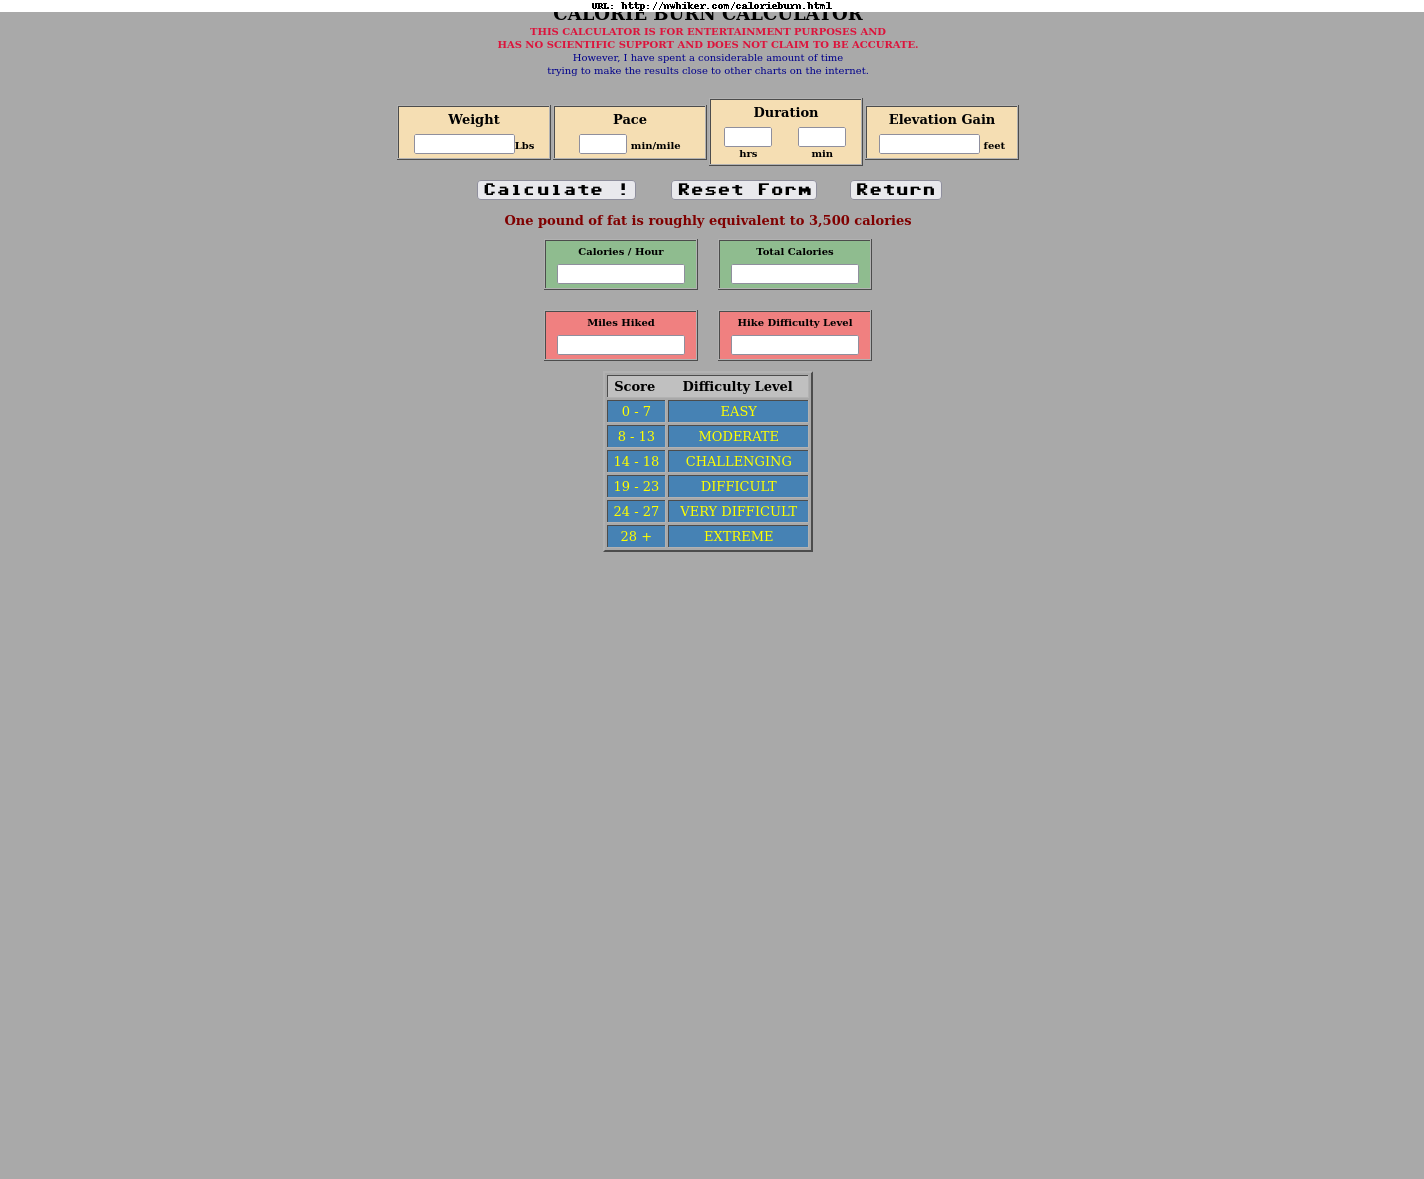 URL: http://nwhiker.com/calorieburn.html
CALORIE BURN CALCULATOR
THIS CALCULATOR IS FOR ENTERTAINMENT PURPOSES AND
HAS NO SCIENTIFIC SUPPORT AND DOES NOT CLAIM TO BE ACCURATE.
However, I have spent a considerable amount of time
trying to make the results close to other charts on the internet.
Weight Pace Duration Elevation Gain
Lbs min/mile hrs min feet
Calculate ! Reset Form Return
One pound of fat is roughly equivalent to 3,500 calories
Calories / Hour Total Calories
Miles Hiked Hike Difficulty Level
Score Difficulty Level
0 - 7 EASY
8 - 13 MODERATE
14 - 18 CHALLENGING
19 - 23 DIFFICULT
24 - 27 VERY DIFFICULT
28 + EXTREME